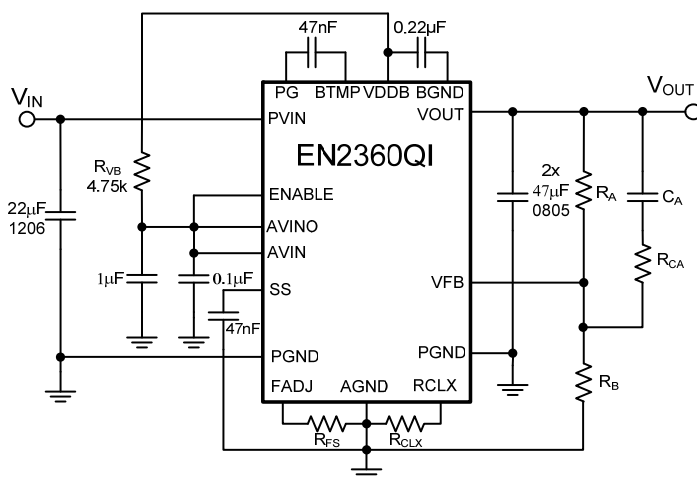 47nF
0.22µF
PG
BTMP
VDDB
BGND
VIN
VOUT
PVIN
VOUT
EN2360QI
RVB
4.75k
2x
47µF
0805
RA
CA
ENABLE
22µF
1206
AVINO
AVIN
RCA
1µF
0.1µF
SS
VFB
47nF
PGND
PGND
FADJ
AGND
RCLX
RB
RFS
RCLX